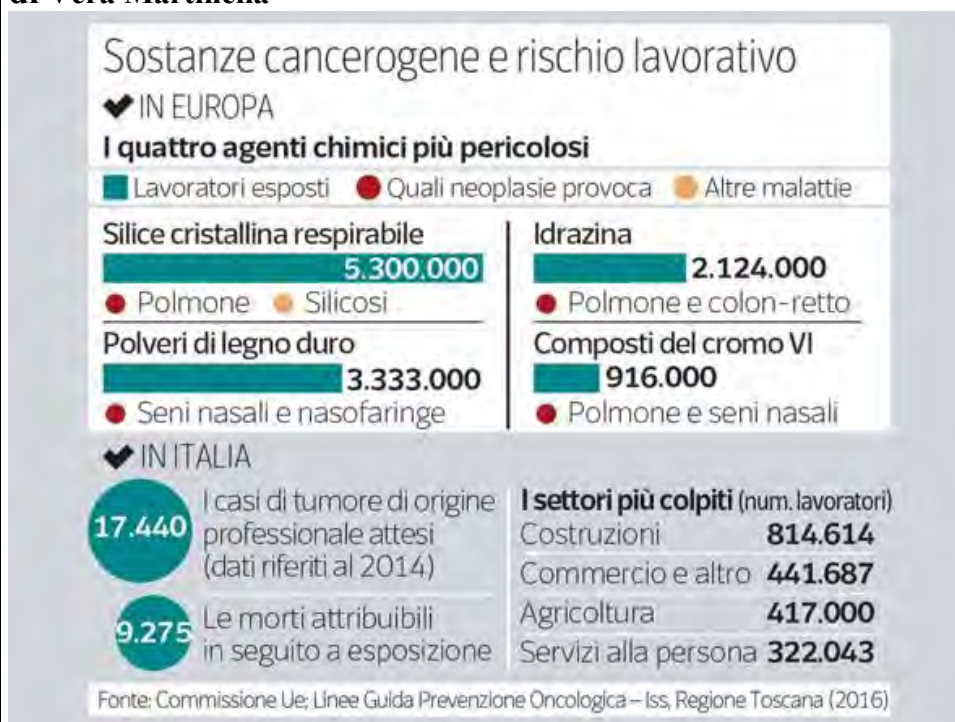 di Vera Martinella
Sostanze cancerogene e rischio lavorativo
IN EUROPA
I quattro agenti chimici più pericolosi
Lavoratori esposti Quali neoplasie provoca Altre malattie
Silice cristallina respirabile
5.300.000
Polmone Silicosi
Polveri di legno duro
3.333.000
Seni nasali e nasofaringe
Idrazina
2.124.000
Polmone e colon-retto
Composti del cromo VI
916.000
Polmone e seni nasali
IN ITALIA
17.440
I casi di tumore di origine
professionale attesi
(dati riferiti al 2014)
9.275
Le morti attribuibili
in seguito a esposizione
I settori più colpiti (num. lavoratori)
Costruzioni 814.614
Commercio e altro 441.687
Agricoltura 417.000
Servizi alla persona 322.043
Fonte: Commissione Ue; Linee Guida Prevenzione Oncologica – Iss, Regione Toscana (2016)